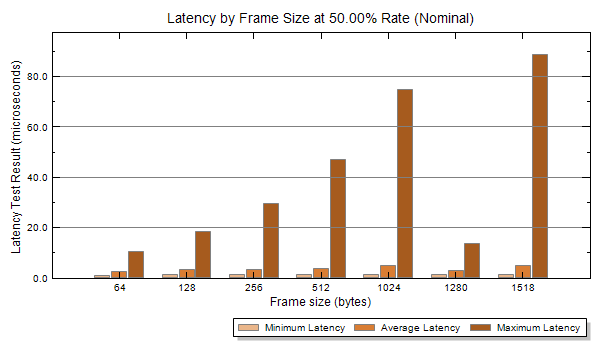 Latency by Frame Size at 50.00% Rate (Nominal)
Latency Test Result (microseconds)
80.0
60.0
40.0
20.0
0.0
64 128 256 512 1024 1280 1518
Frame size (bytes)
Minimum Latency Average Latency Maximum Latency